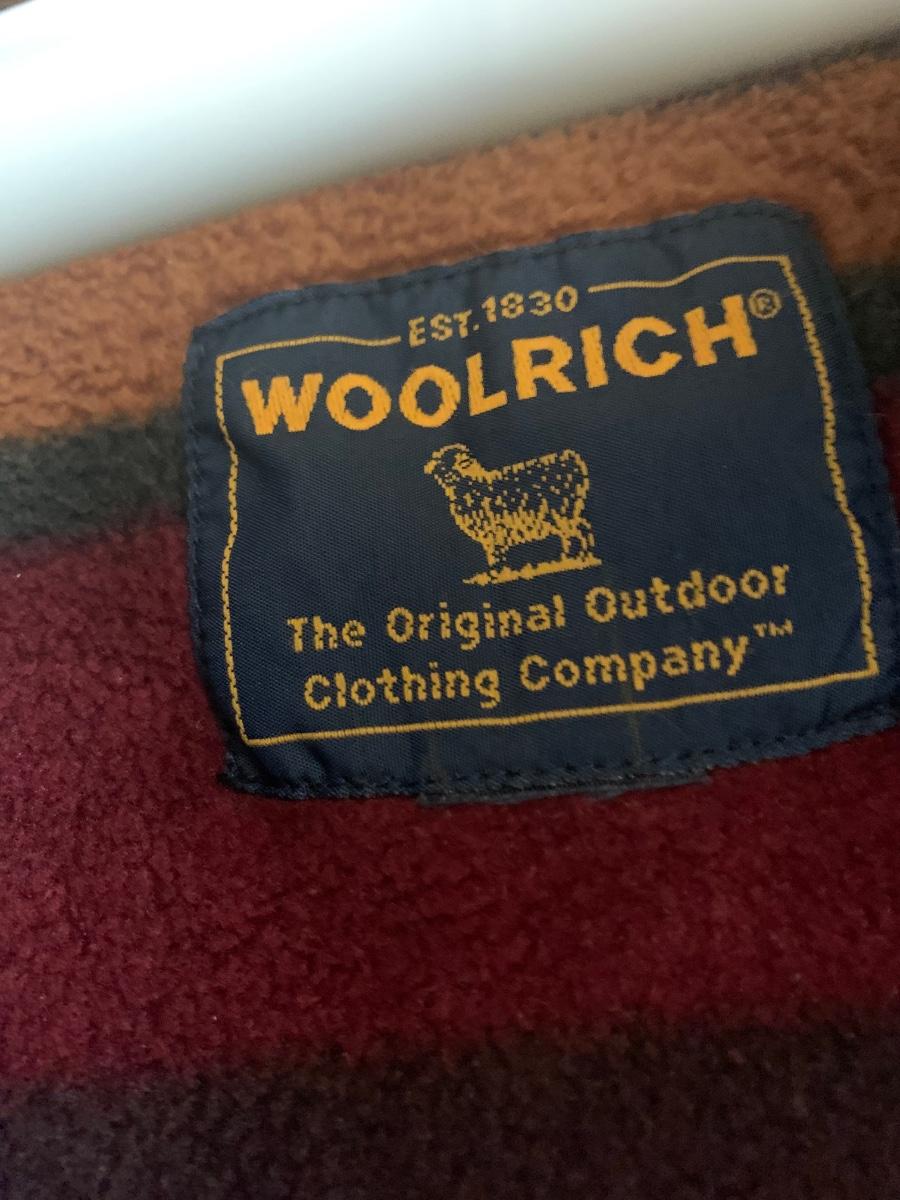 EST. 1830
WOOLRICH®
The Original Outdoor
Clothing Company™